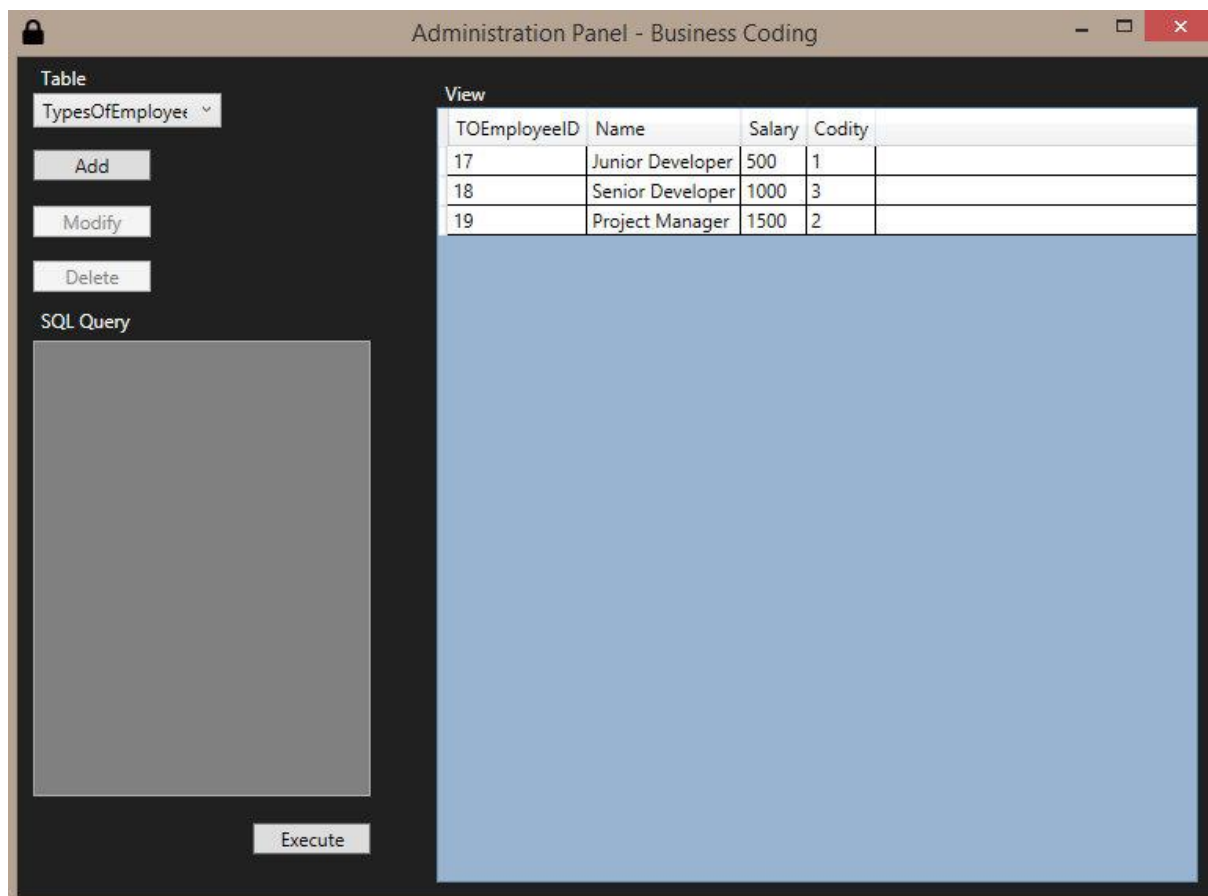 Administration Panel - Business Coding
Table
TypesOfEmployee
Add
Modify
Delete
SQL Query
Execute
View
TOEmployeeID Name Salary Codity
17 Junior Developer 500 1
18 Senior Developer 1000 3
19 Project Manager 1500 2